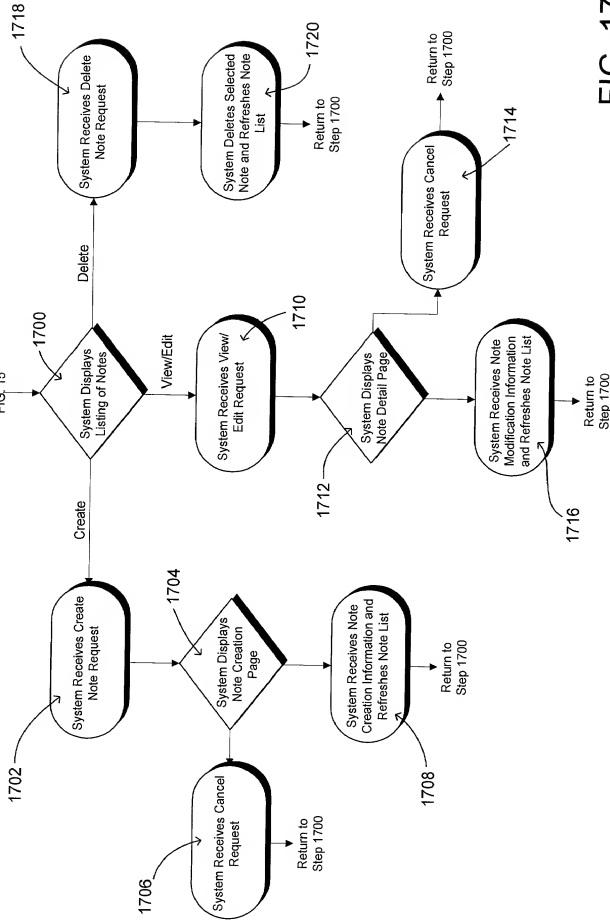 FIG. 15
1700
System Displays
Listing of Notes
Create
View/Edit
Delete
1702
System Receives Create
Note Request
1704
System Displays
Note Creation
Page
1706
System Receives Cancel
Request
Return to
Step 1700
1708
System Receives Note
Creation Information and
Refreshes Note List
Return to
Step 1700
1710
System Receives View/
Edit Request
1712
System Displays
Note Detail Page
1714
System Receives Cancel
Request
Return to
Step 1700
1716
System Receives Note
Modification Information
and Refreshes Note List
Return to
Step 1700
1718
System Receives Delete
Note Request
1720
System Deletes Selected
Note and Refreshes Note
List
Return to
Step 1700
FIG. 17